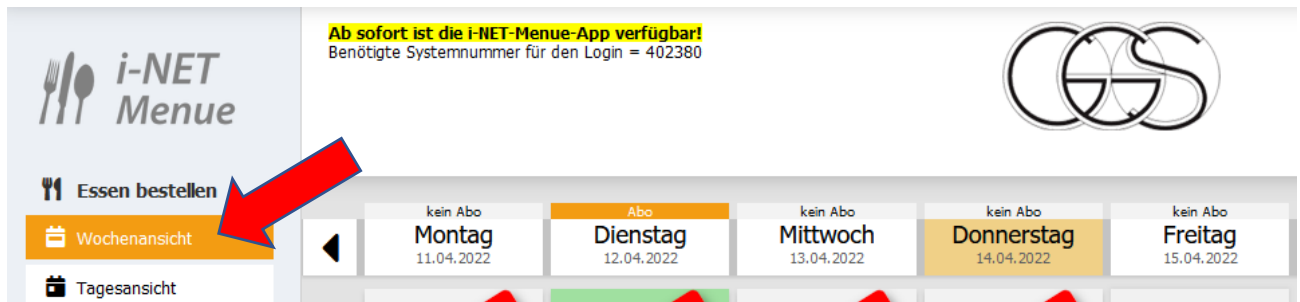 i-NET
Menue
Ab sofort ist die i-NET-Menue-App verfügbar!
Benötigte Systemnummer für den Login = 402380
CGS
Essen bestellen
Wochenansicht
Tagesansicht
kein Abo
Montag
11.04.2022
Abo
Dienstag
12.04.2022
kein Abo
Mittwoch
13.04.2022
kein Abo
Donnerstag
14.04.2022
kein Abo
Freitag
15.04.2022